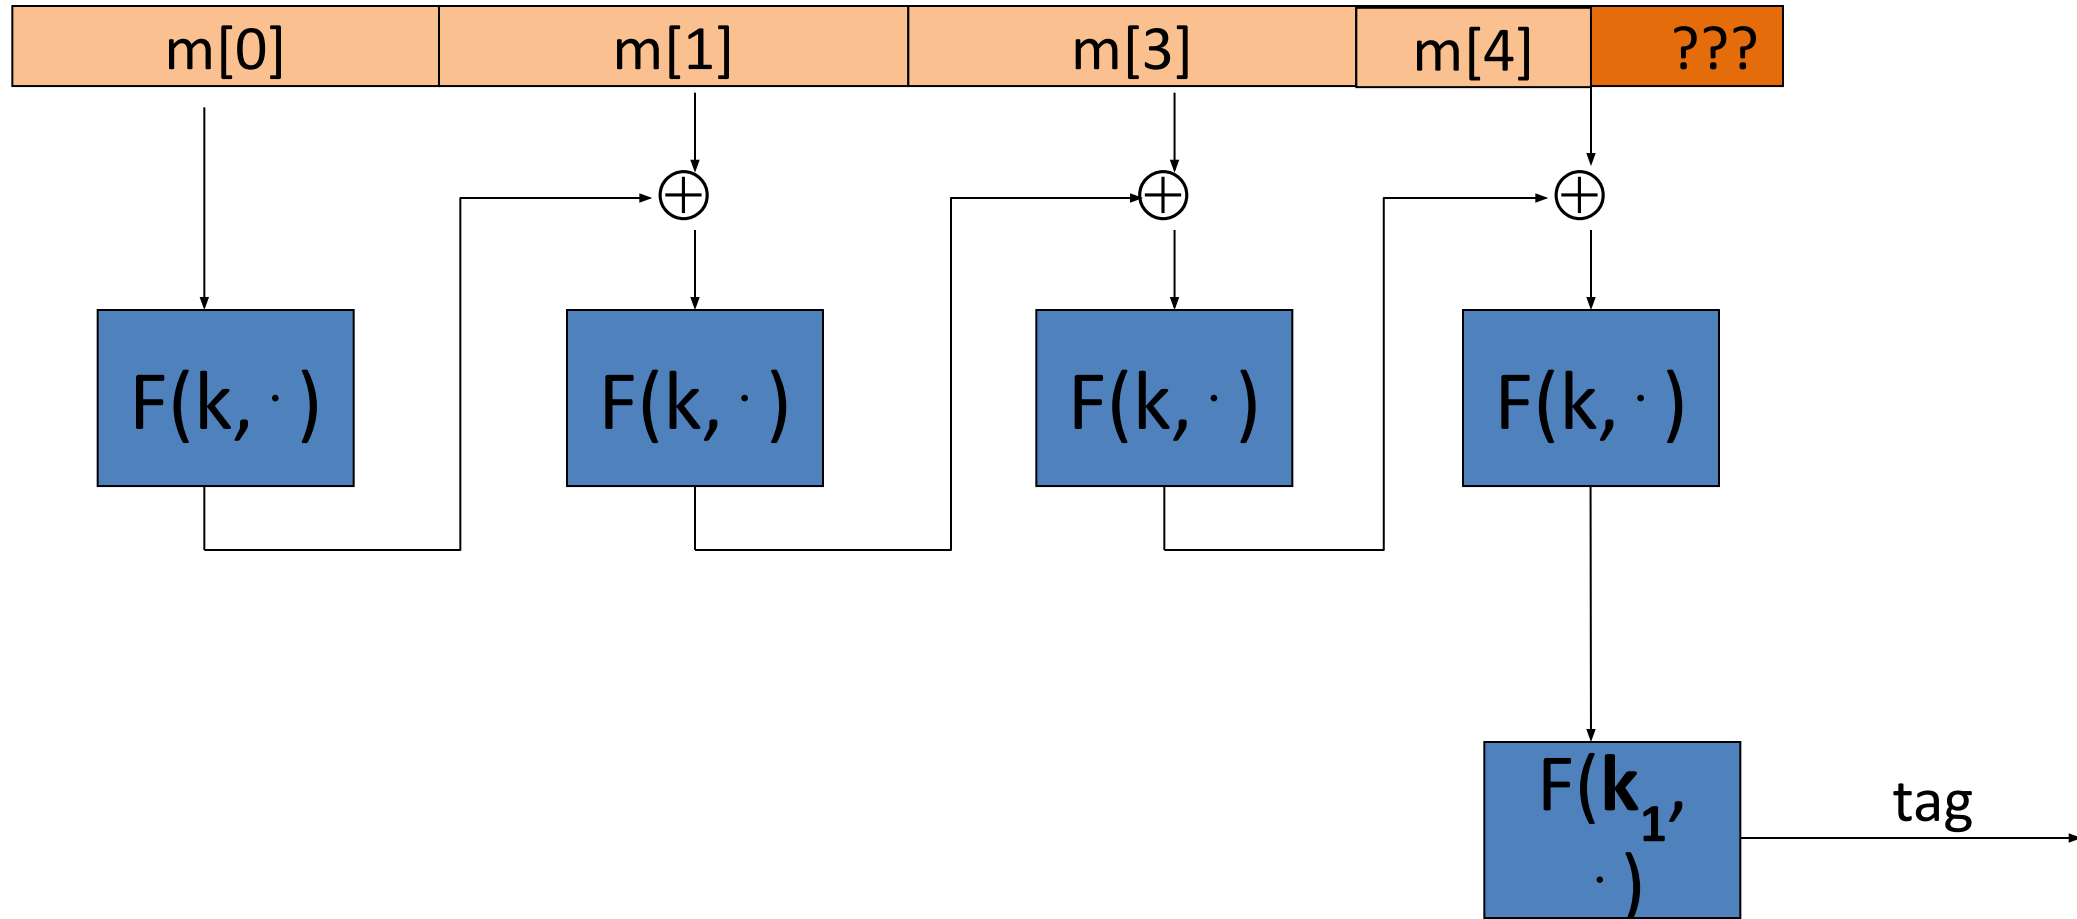 m[0] m[1] m[3] m[4] ???
F(k, · ) F(k, · ) F(k, · ) F(k, · )
F(k₁,
· )
tag